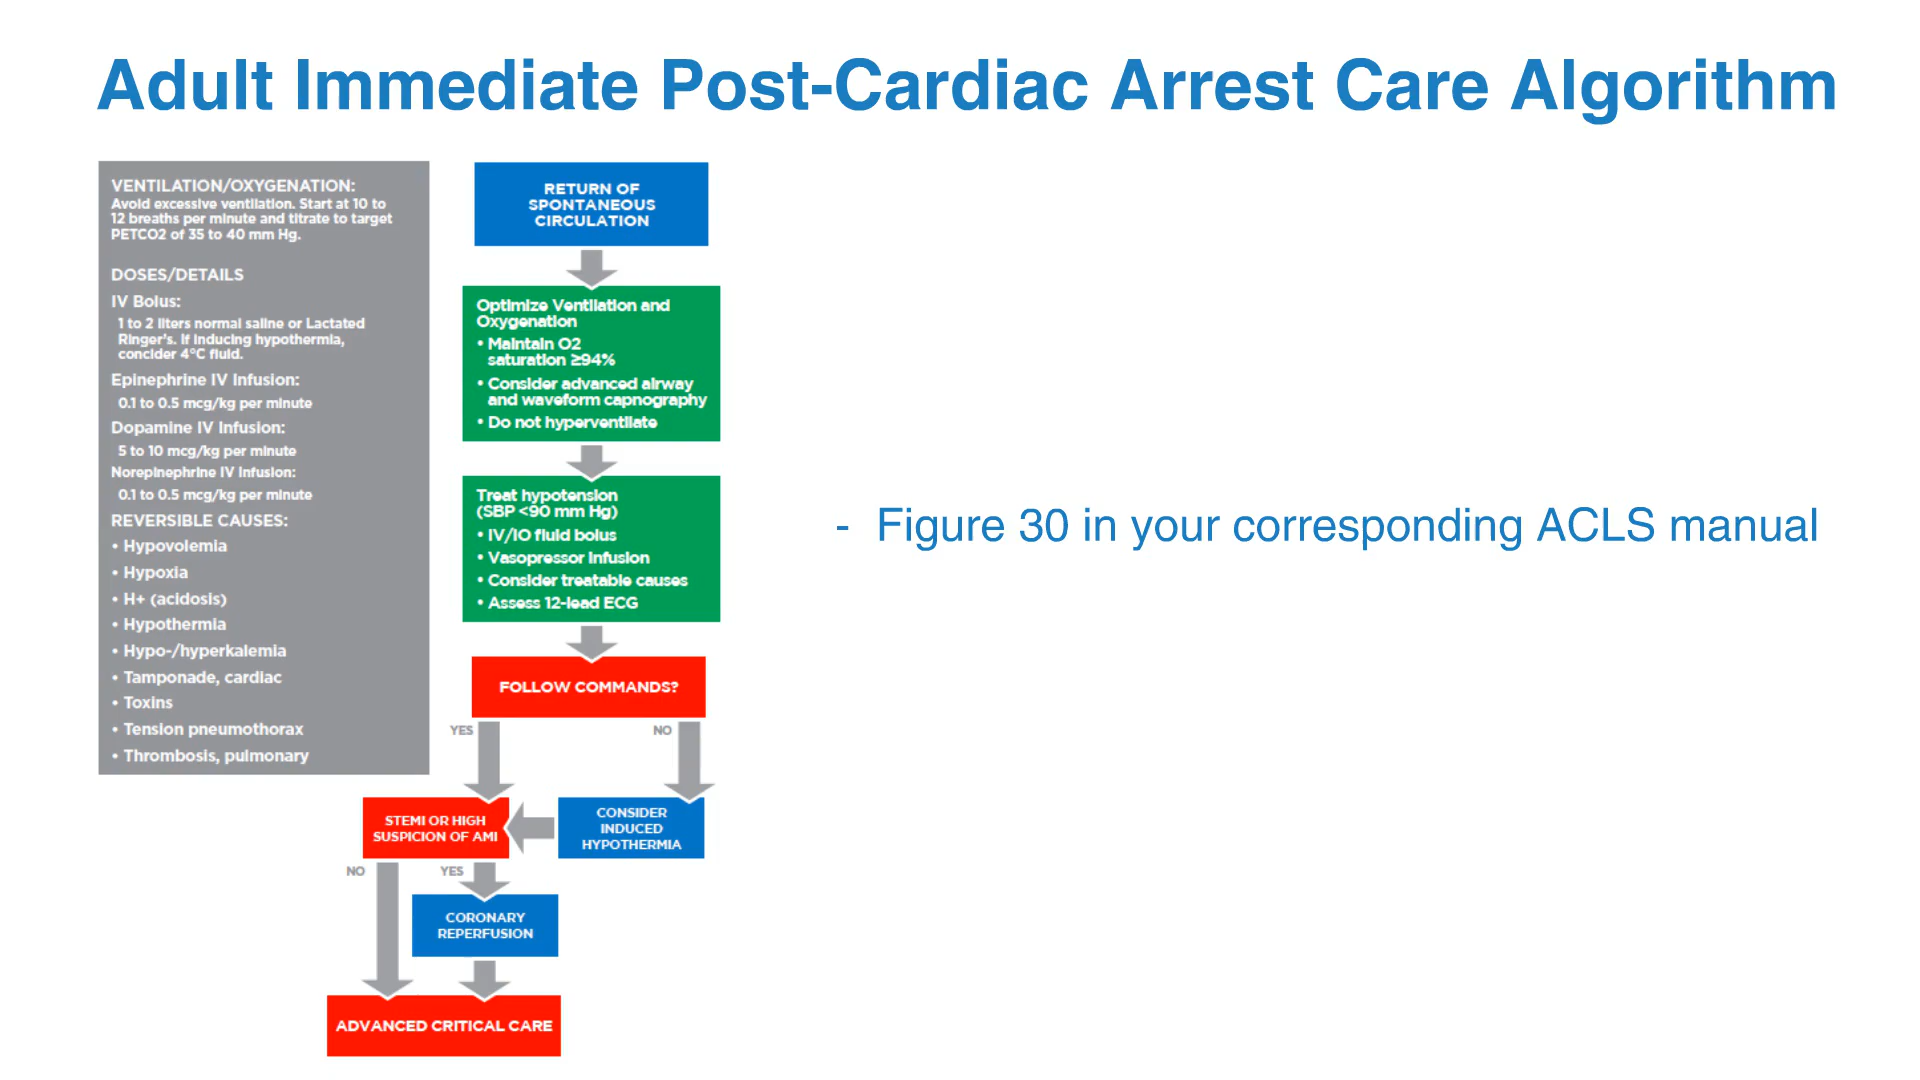 Adult Immediate Post-Cardiac Arrest Care Algorithm
VENTILATION/OXYGENATION:
Avoid excessive ventilation. Start at 10 to
12 breaths per minute and titrate to target
PETCO2 of 35 to 40 mm Hg.
DOSES/DETAILS
IV Bolus:
1 to 2 liters normal saline or Lactated
Ringer's. If inducing hypothermia,
concider 4°C fluid.
Epinephrine IV Infusion:
0.1 to 0.5 mcg/kg per minute
Dopamine IV Infusion:
5 to 10 mcg/kg per minute
Norepinephrine IV Infusion:
0.1 to 0.5 mcg/kg per minute
REVERSIBLE CAUSES:
• Hypovolemia
• Hypoxia
• H+ (acidosis)
• Hypothermia
• Hypo-/hyperkalemia
• Tamponade, cardiac
• Toxins
• Tension pneumothorax
• Thrombosis, pulmonary
RETURN OF
SPONTANEOUS
CIRCULATION
Optimize Ventilation and
Oxygenation
• Maintain O2
saturation ≥94%
• Consider advanced airway
and waveform capnography
• Do not hyperventilate
Treat hypotension
(SBP <90 mm Hg)
• IV/IO fluid bolus
• Vasopressor infusion
• Consider treatable causes
• Assess 12-lead ECG
FOLLOW COMMANDS?
YES
NO
STEMI OR HIGH
SUSPICION OF AMI
CONSIDER
INDUCED
HYPOTHERMIA
NO
YES
CORONARY
REPERFUSION
ADVANCED CRITICAL CARE
- Figure 30 in your corresponding ACLS manual